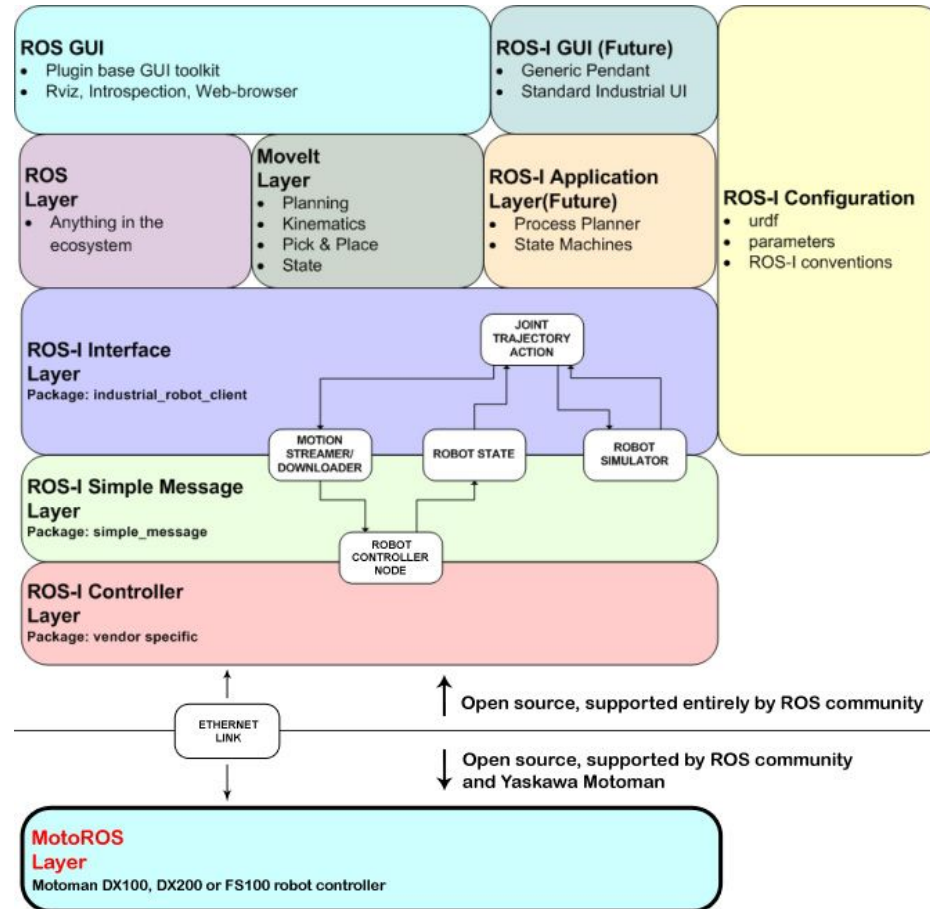 ROS GUI
• Plugin base GUI toolkit
• Rviz, Introspection, Web-browser
ROS-I GUI (Future)
• Generic Pendant
• Standard Industrial UI
ROS
Layer
• Anything in the
ecosystem
MoveIt
Layer
• Planning
• Kinematics
• Pick & Place
• State
ROS-I Application
Layer(Future)
• Process Planner
• State Machines
ROS-I Configuration
• urdf
• parameters
• ROS-I conventions
ROS-I Interface
Layer
Package: industrial_robot_client
JOINT
TRAJECTORY
ACTION
MOTION
STREAMER/
DOWNLOADER
ROBOT STATE
ROBOT
SIMULATOR
ROS-I Simple Message
Layer
Package: simple_message
ROBOT
CONTROLLER
NODE
ROS-I Controller
Layer
Package: vendor specific
ETHERNET
LINK
Open source, supported entirely by ROS community
Open source, supported by ROS community
and Yaskawa Motoman
MotoROS
Layer
Motoman DX100, DX200 or FS100 robot controller